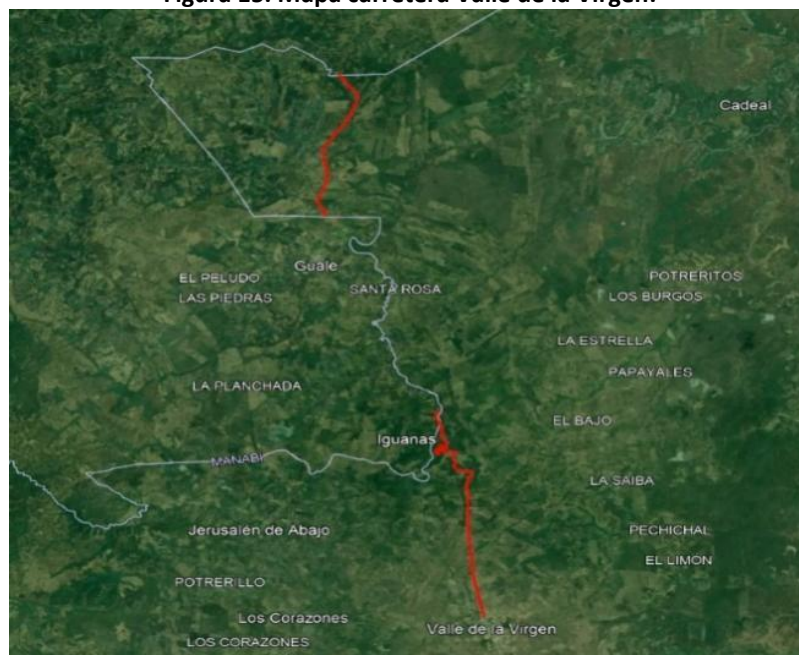 Figura 23. Mapa carretera Valle de la Virgen.
Cadeal
Guale
EL PELUDO
LAS PIEDRAS
SANTA ROSA
POTRERITOS
LOS BURGOS
LA ESTRELLA
PAPAYALES
LA PLANCHADA
EL BAJO
Iguanas
MANABI
LA SAIBA
Jerusalén de Abajo
PECHICHAL
EL LIMON
POTRERILLO
Los Corazones
Valle de la Virgen
LOS CORAZONES